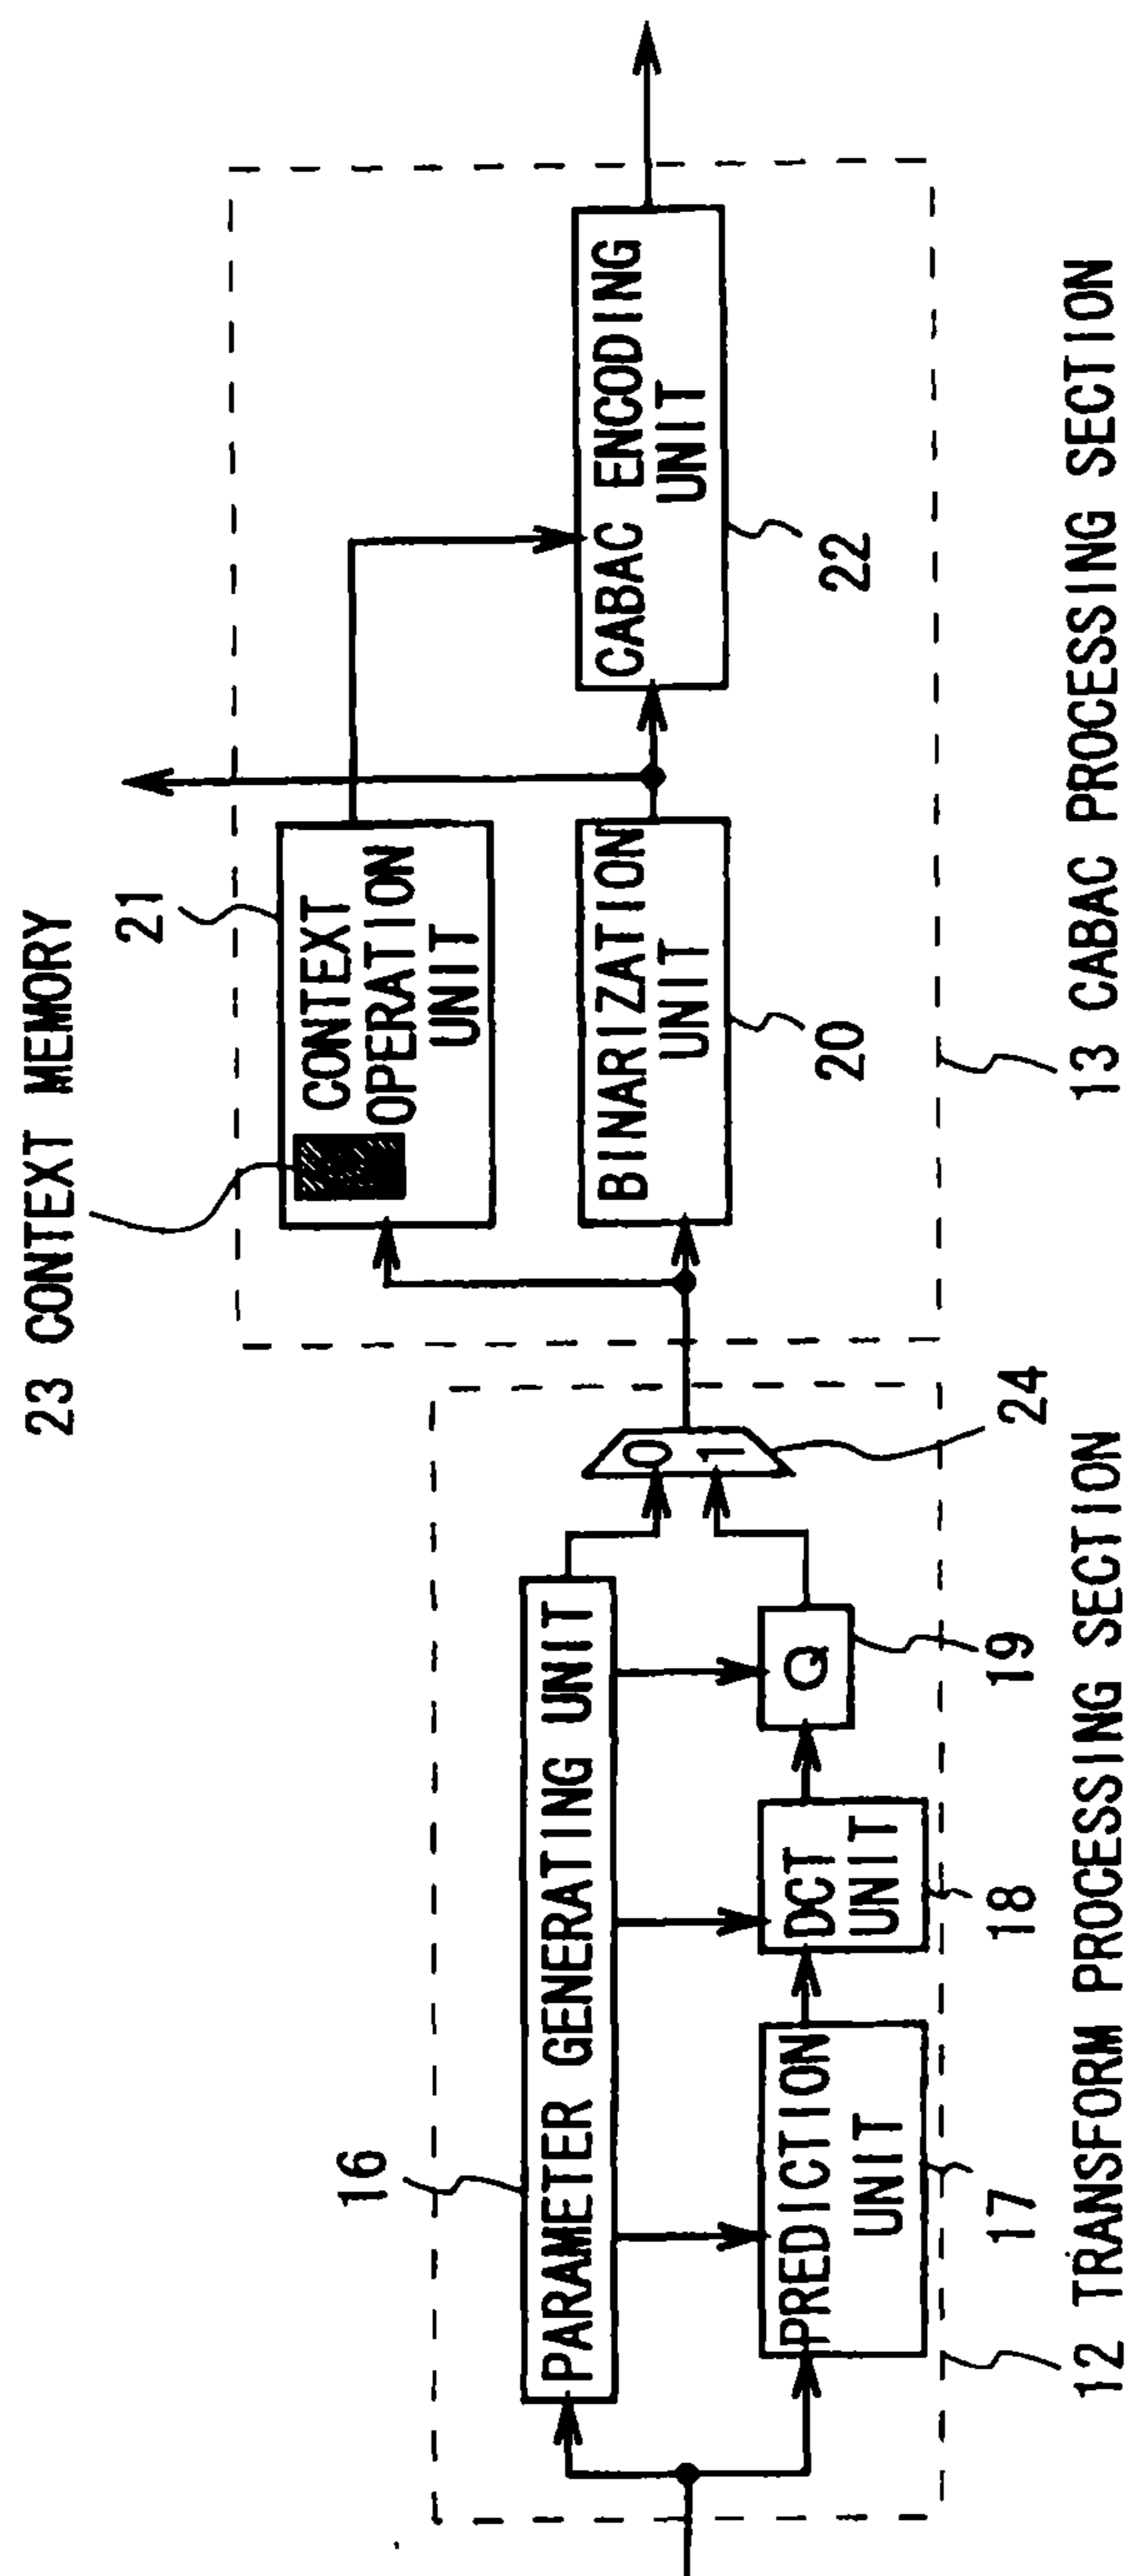 23 CONTEXT MEMORY
21
CONTEXT
OPERATION
UNIT
16
PARAMETER GENERATING UNIT
0
1
BINARIZATION
UNIT
CABAC ENCODING
UNIT
PREDICTION
UNIT
DCT
UNIT
Q
20
22
17
18
19
24
12 TRANSFORM PROCESSING SECTION
13 CABAC PROCESSING SECTION